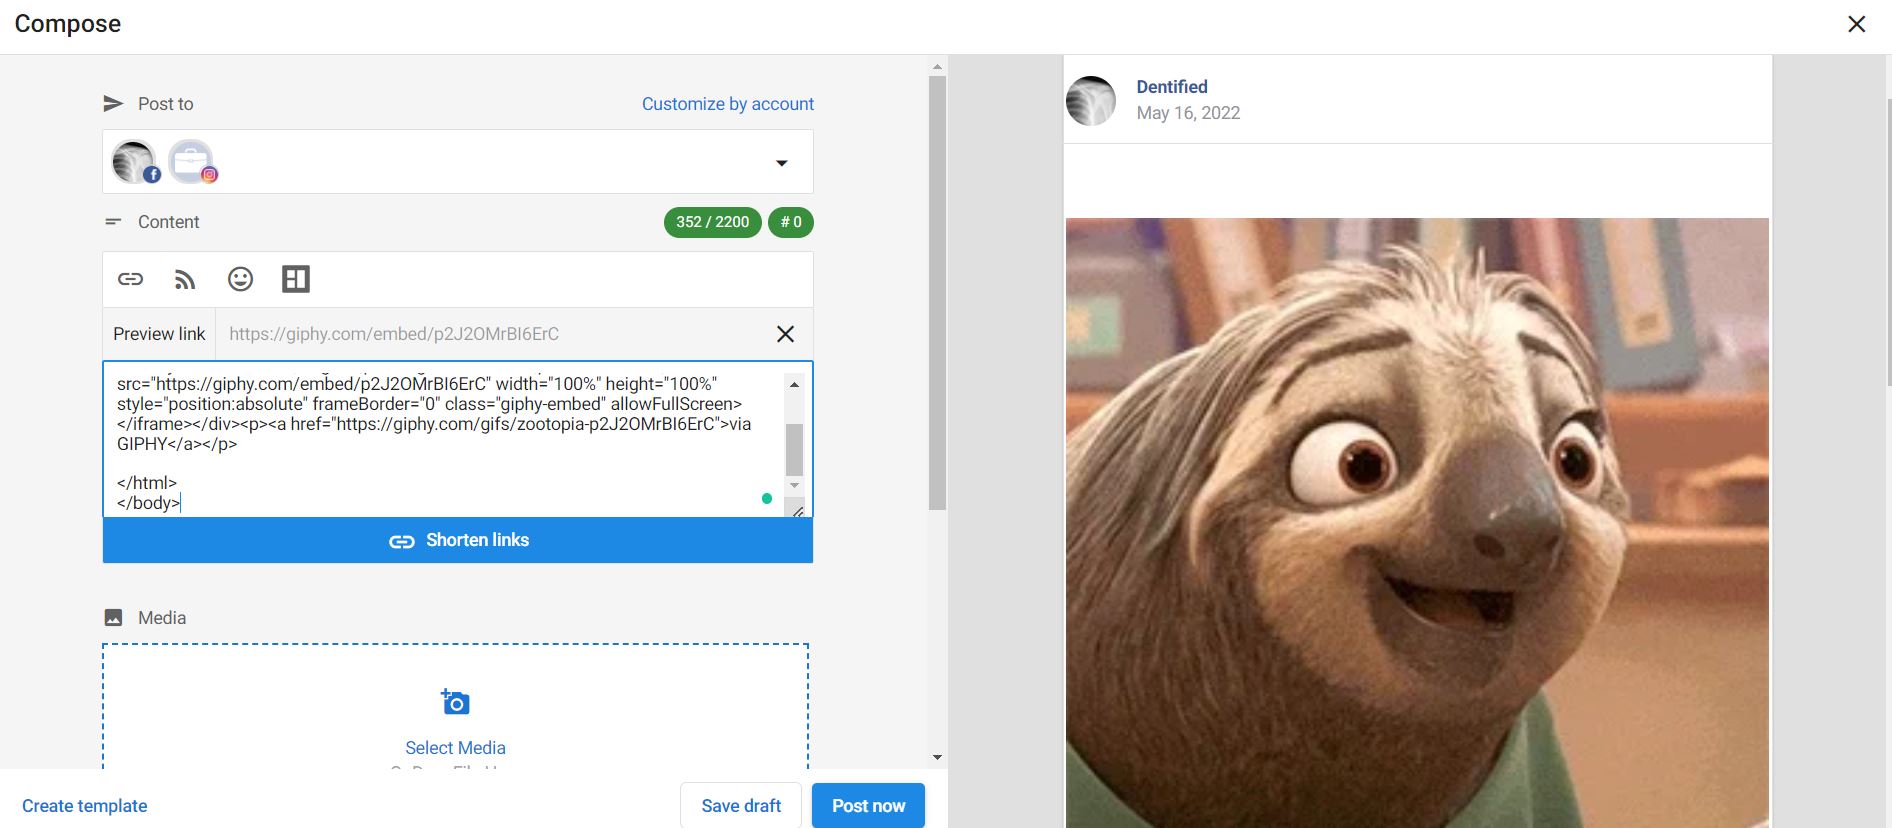 Compose
Post to
Customize by account
Content
352 / 2200
# 0
Preview link
https://giphy.com/embed/p2J2OMrBI6ErC
src="https://giphy.com/embed/p2J2OMrBI6ErC" width="100%" height="100%"
style="position:absolute" frameBorder="0" class="giphy-embed" allowFullScreen>
</iframe></div><p><a href="https://giphy.com/gifs/zootopia-p2J2OMrBI6ErC">via
GIPHY</a></p>
</html>
</body>
Shorten links
Media
Select Media
Create template
Save draft
Post now
Dentified
May 16, 2022